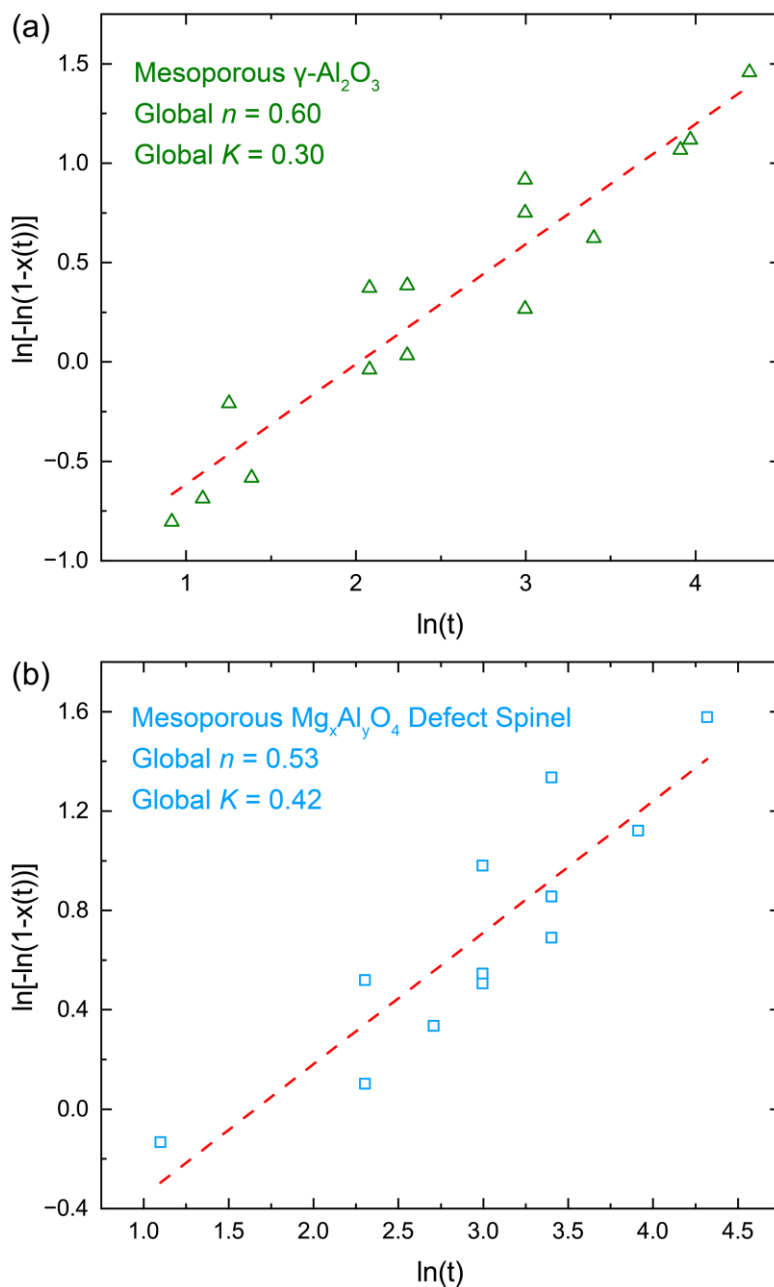 (a)
Mesoporous γ-Al₂O₃
Global n = 0.60
Global K = 0.30
ln[-ln(1-x(t))]
1.5
1.0
0.5
0.0
−0.5
−1.0
1 2 3 4
ln(t)
(b)
Mesoporous MgₓAlᵧO₄ Defect Spinel
Global n = 0.53
Global K = 0.42
ln[-ln(1-x(t))]
1.6
1.2
0.8
0.4
0.0
−0.4
1.0 1.5 2.0 2.5 3.0 3.5 4.0 4.5
ln(t)